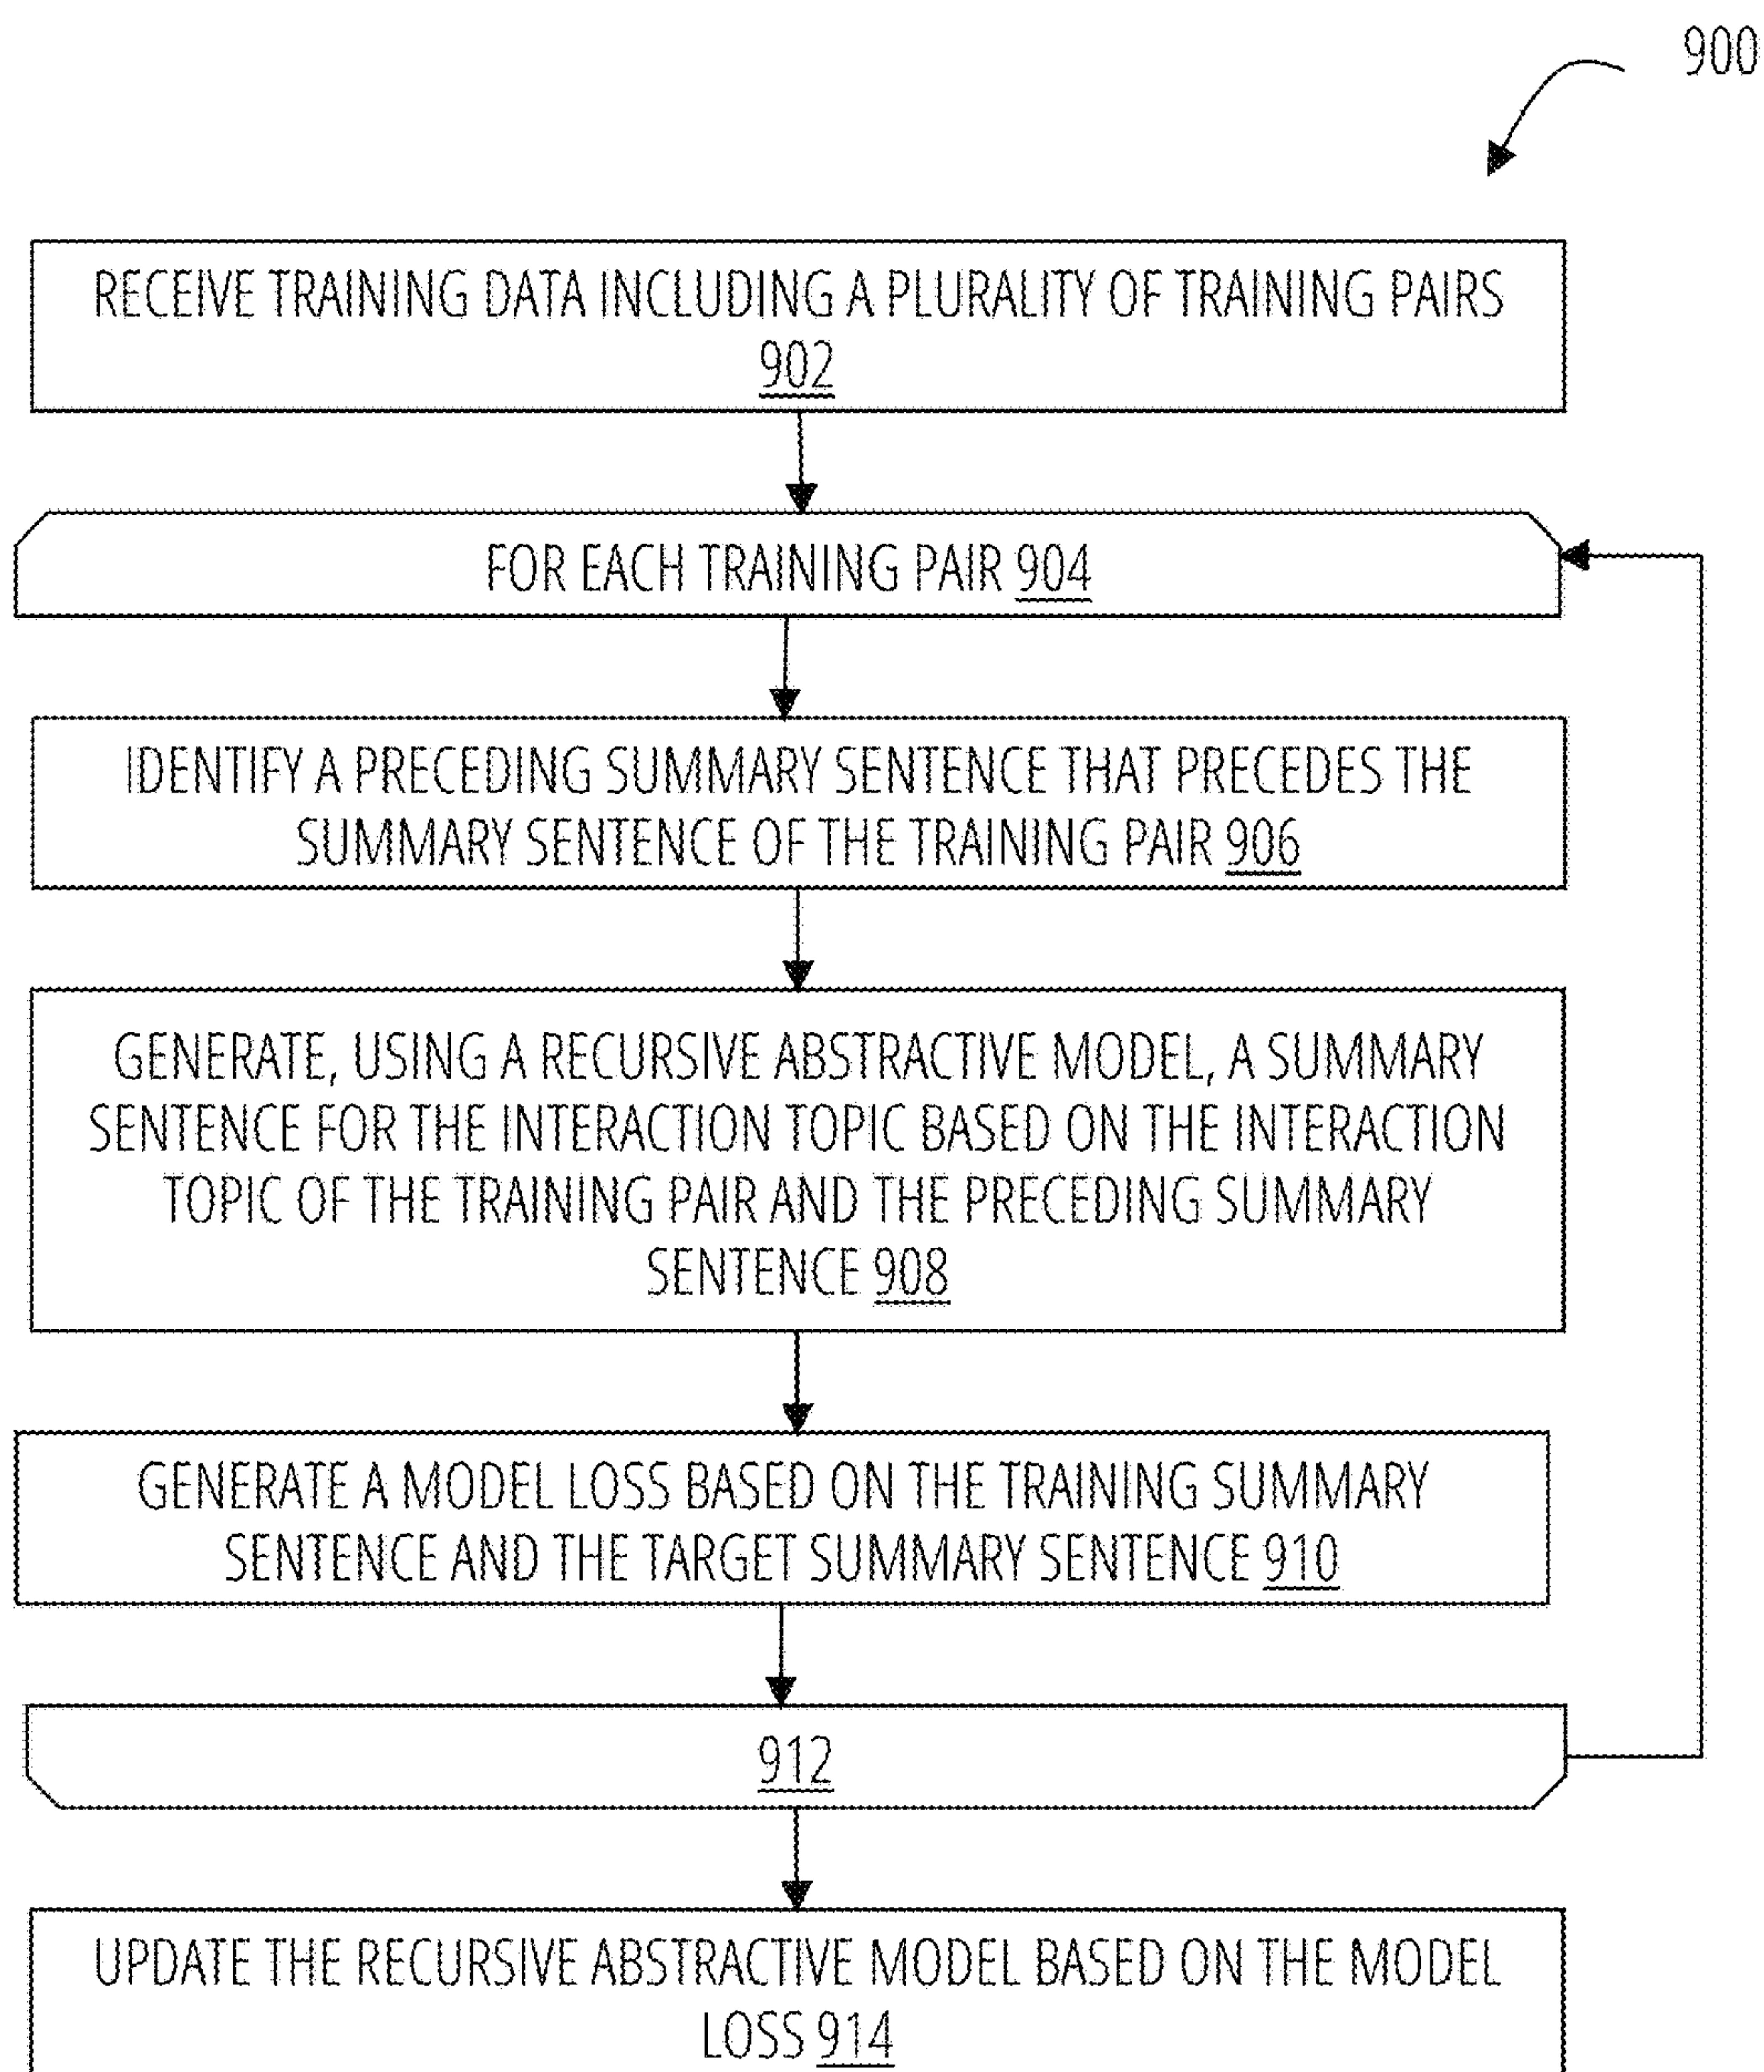 900
RECEIVE TRAINING DATA INCLUDING A PLURALITY OF TRAINING PAIRS
902
FOR EACH TRAINING PAIR 904
IDENTIFY A PRECEDING SUMMARY SENTENCE THAT PRECEDES THE
SUMMARY SENTENCE OF THE TRAINING PAIR 906
GENERATE, USING A RECURSIVE ABSTRACTIVE MODEL, A SUMMARY
SENTENCE FOR THE INTERACTION TOPIC BASED ON THE INTERACTION
TOPIC OF THE TRAINING PAIR AND THE PRECEDING SUMMARY
SENTENCE 908
GENERATE A MODEL LOSS BASED ON THE TRAINING SUMMARY
SENTENCE AND THE TARGET SUMMARY SENTENCE 910
912
UPDATE THE RECURSIVE ABSTRACTIVE MODEL BASED ON THE MODEL
LOSS 914